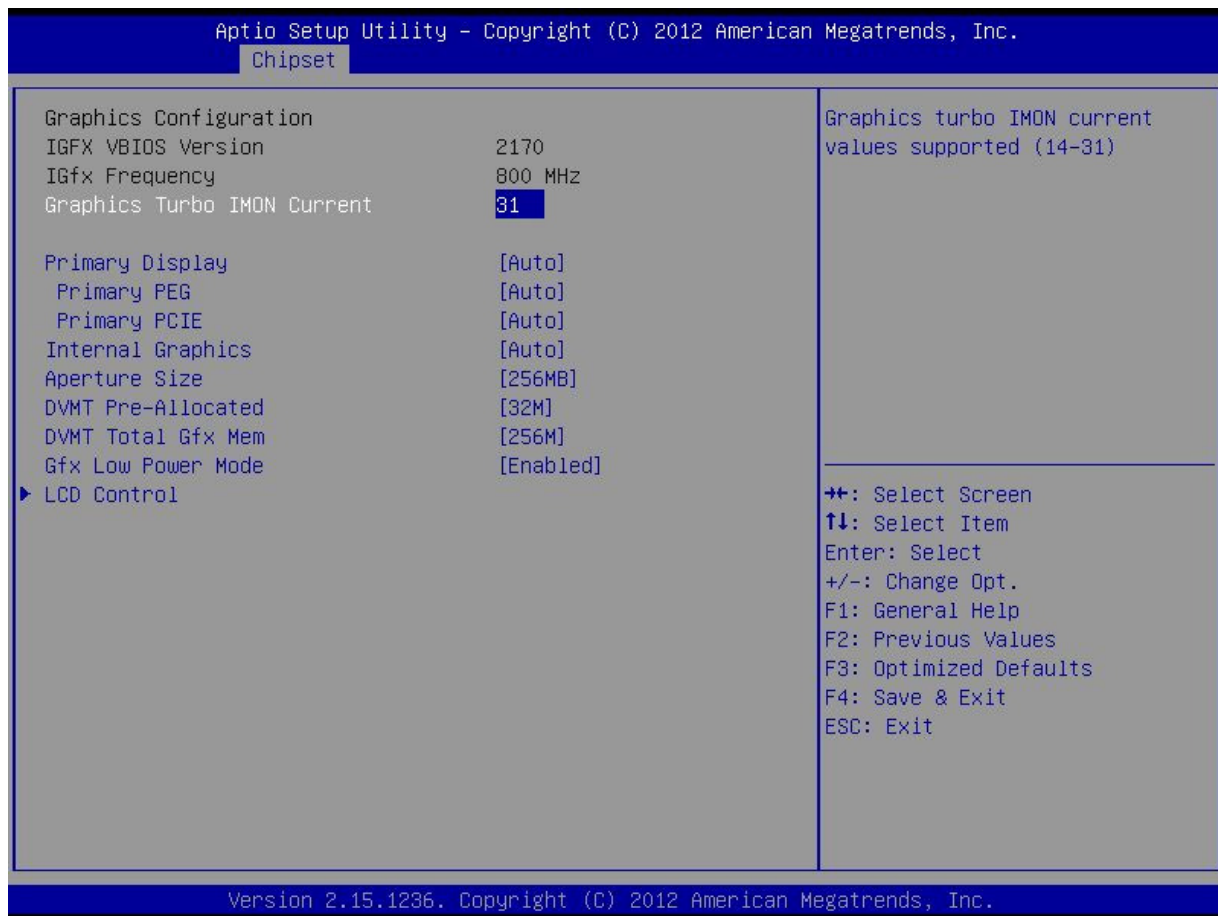 Aptio Setup Utility – Copyright (C) 2012 American Megatrends, Inc.
Chipset
Graphics Configuration
IGFX VBIOS Version 2170
IGfx Frequency 800 MHz
Graphics Turbo IMON Current 31
Primary Display [Auto]
Primary PEG [Auto]
Primary PCIE [Auto]
Internal Graphics [Auto]
Aperture Size [256MB]
DVMT Pre-Allocated [32M]
DVMT Total Gfx Mem [256M]
Gfx Low Power Mode [Enabled]
▶ LCD Control
Graphics turbo IMON current
values supported (14-31)
→←: Select Screen
↑↓: Select Item
Enter: Select
+/-: Change Opt.
F1: General Help
F2: Previous Values
F3: Optimized Defaults
F4: Save & Exit
ESC: Exit
Version 2.15.1236. Copyright (C) 2012 American Megatrends, Inc.